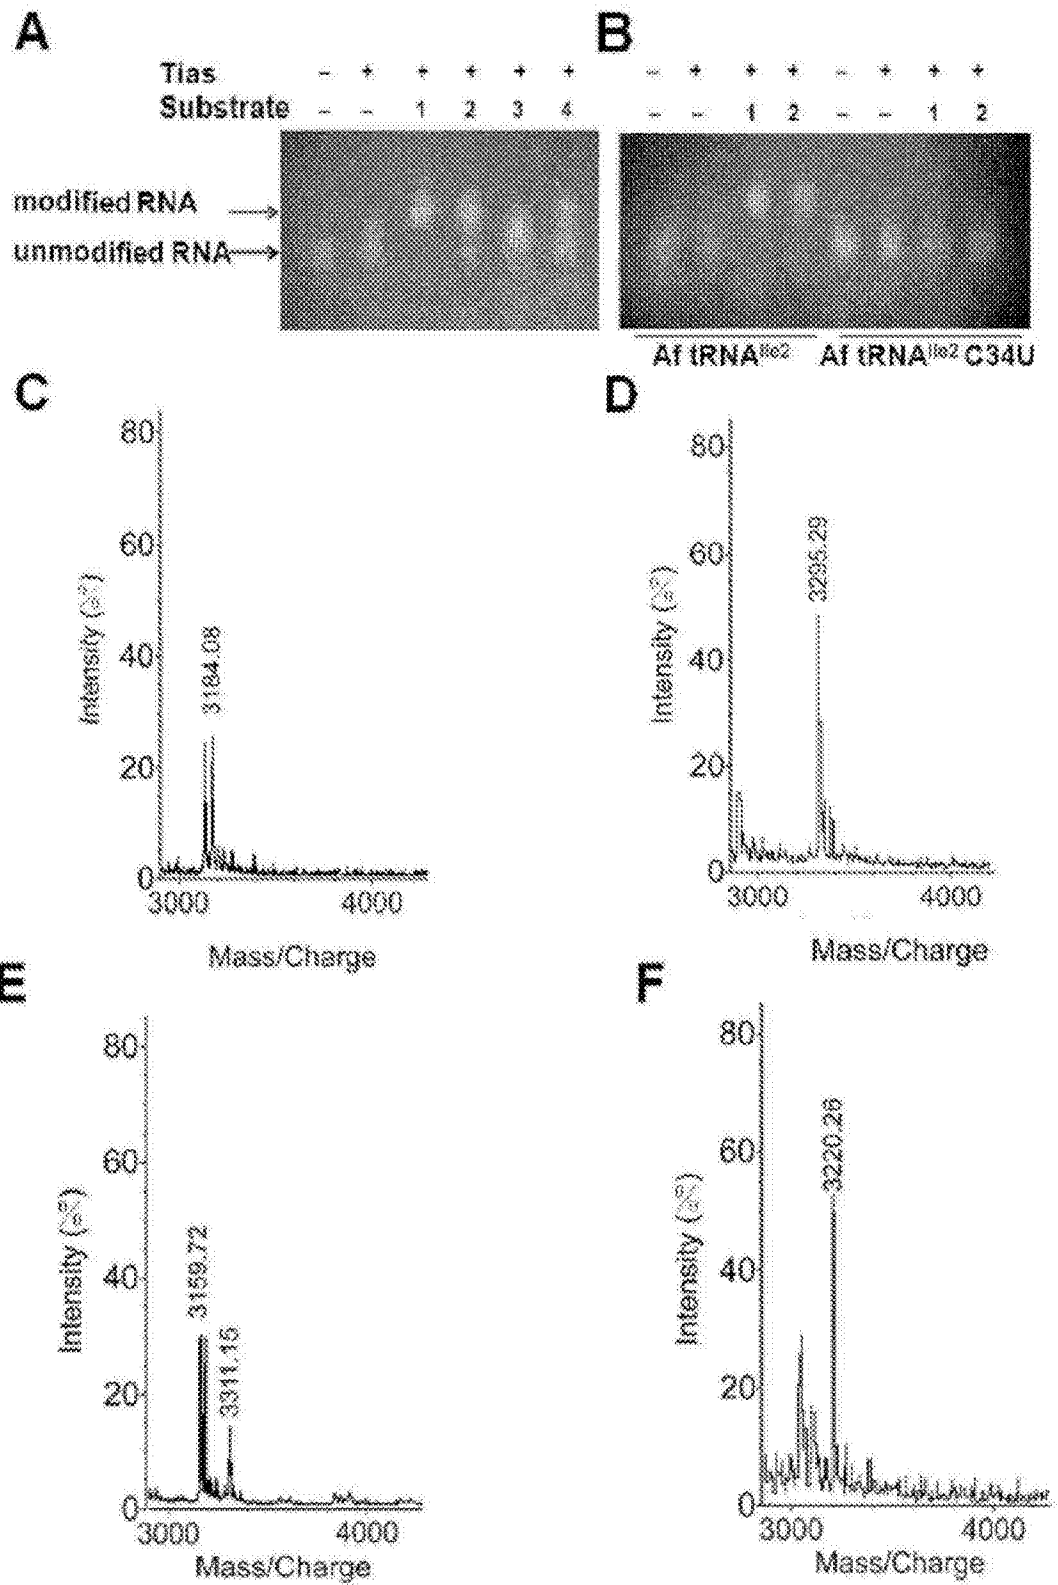 A
B
Tias - + + + + + - + + + - + + +
Substrate - - 1 2 3 4 - - 1 2 - - 1 2
modified RNA
unmodified RNA
Af tRNAIle2 Af tRNAIle2 C34U
C
D
80
60
40
20
0
3000 4000
3184.08
Intensity (%)
Mass/Charge
80
60
40
20
0
3000 4000
3295.29
Intensity (%)
Mass/Charge
E
F
80
60
40
20
0
3000 4000
3159.72
3311.15
Intensity (%)
Mass/Charge
80
60
40
20
0
3000 4000
3220.26
Intensity (%)
Mass/Charge